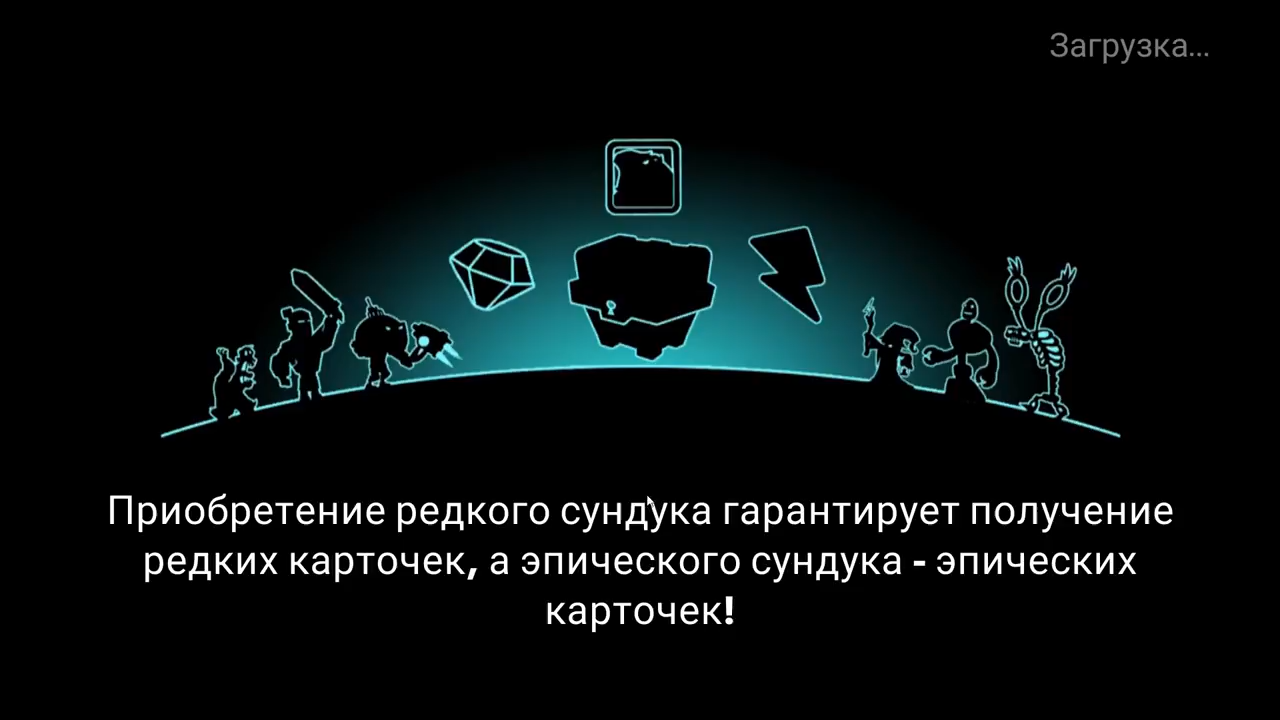 Загрузка...
Приобретение редкого сундука гарантирует получение
редких карточек, а эпического сундука - эпических
карточек!